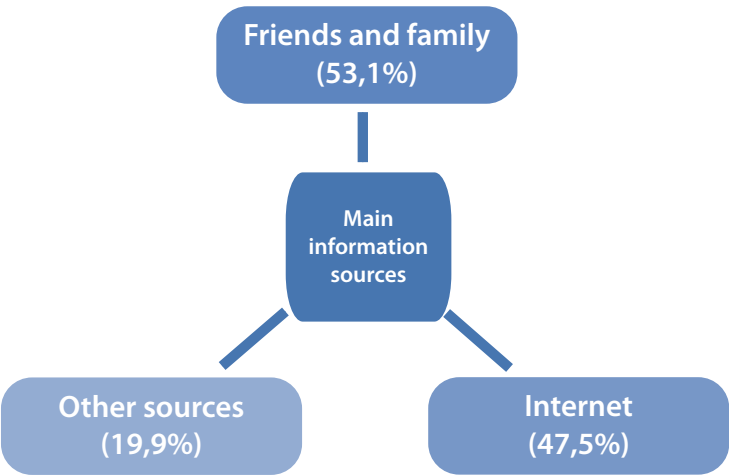 Friends and family
(53,1%)
Main
information
sources
Other sources
(19,9%)
Internet
(47,5%)